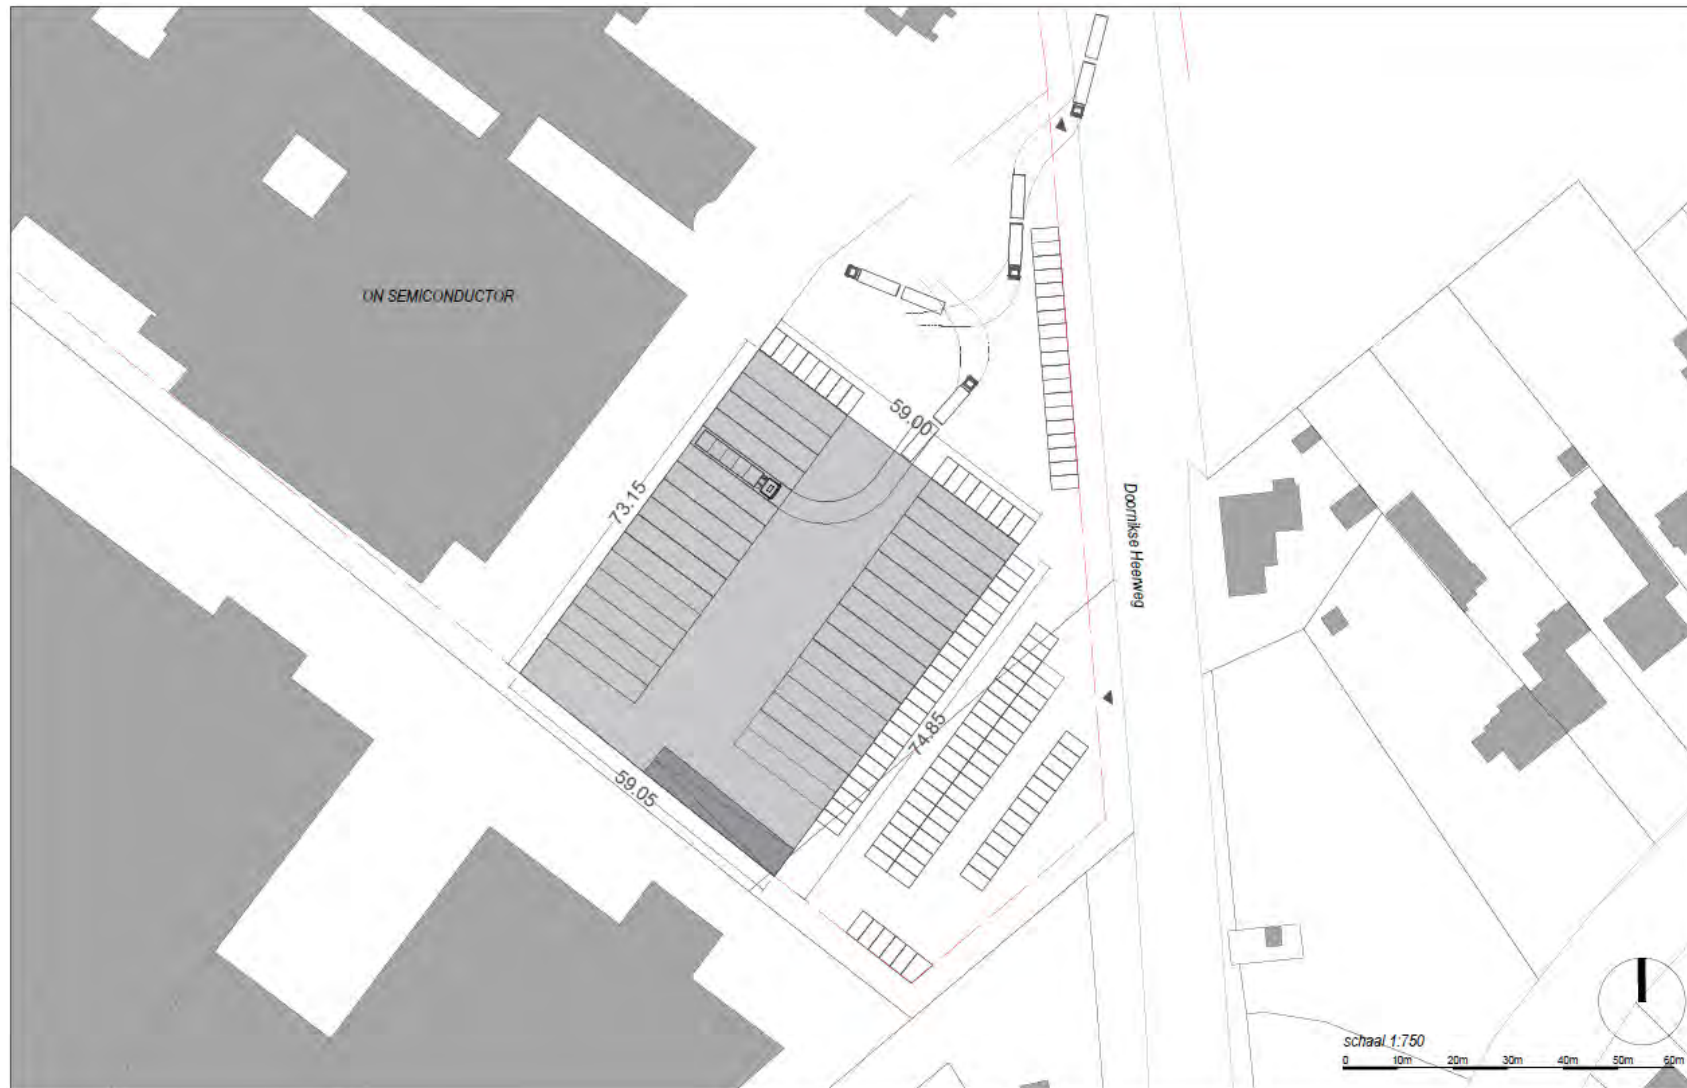 ON SEMICONDUCTOR
59.00
73.15
Doornikse Heerweg
74.85
59.05
schaal 1:750
0 10m 20m 30m 40m 50m 60m